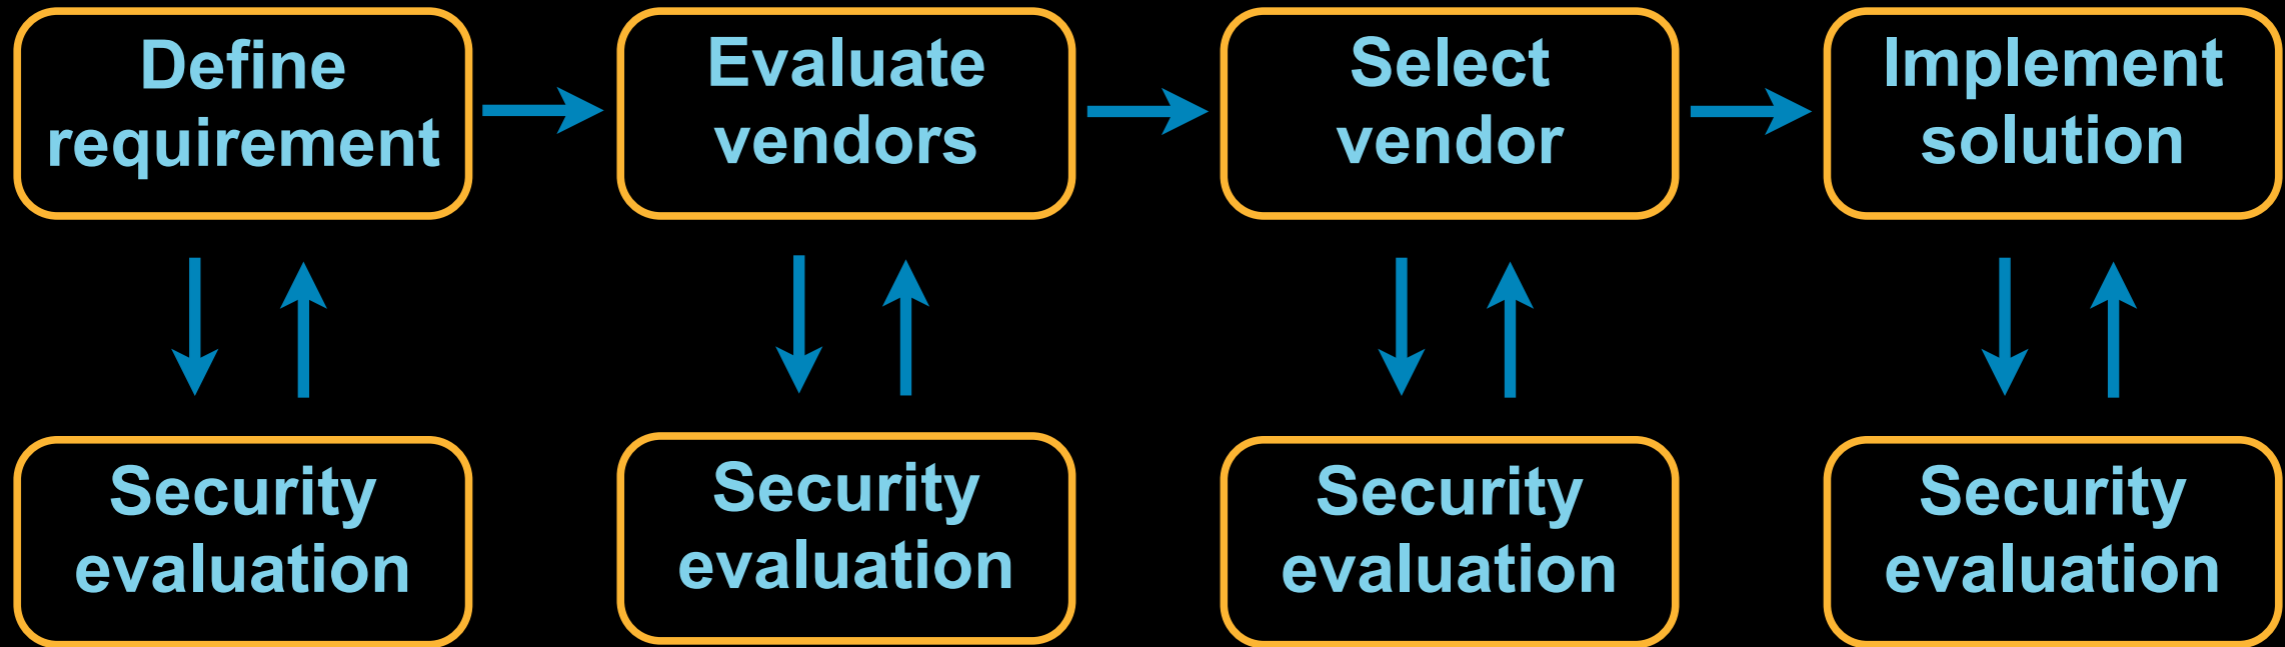 Define
requirement
Evaluate
vendors
Select
vendor
Implement
solution
Security
evaluation
Security
evaluation
Security
evaluation
Security
evaluation